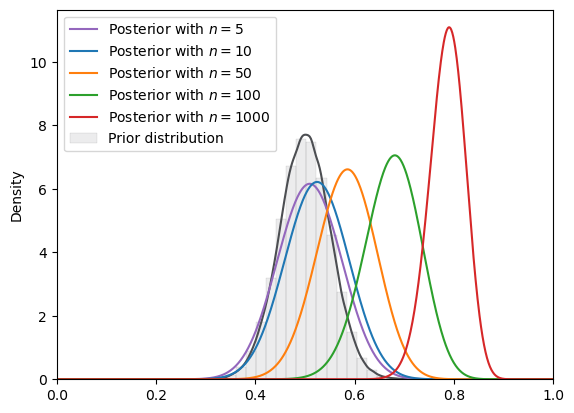 Posterior with n = 5
Posterior with n = 10
Posterior with n = 50
Posterior with n = 100
Posterior with n = 1000
Prior distribution
Density
10
8
6
4
2
0
0.0 0.2 0.4 0.6 0.8 1.0